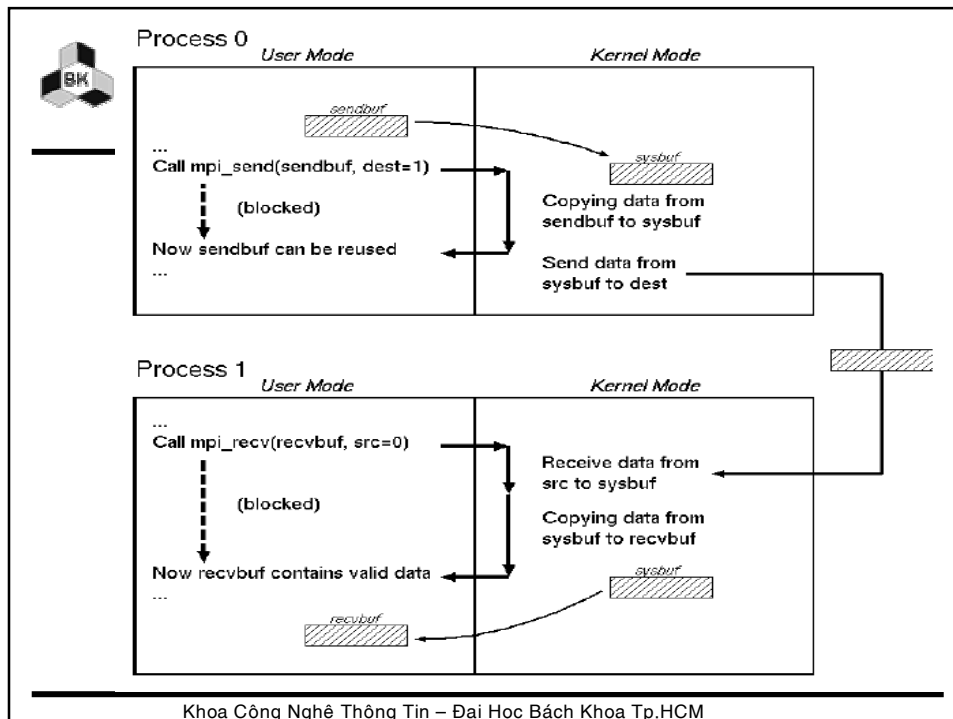 BK
Process 0
User Mode
Kernel Mode
sendbuf
sysbuf
...
Call mpi_send(sendbuf, dest=1)
(blocked)
Now sendbuf can be reused
...
Copying data from
sendbuf to sysbuf
Send data from
sysbuf to dest
Process 1
User Mode
Kernel Mode
...
Call mpi_recv(recvbuf, src=0)
(blocked)
Now recvbuf contains valid data
...
Receive data from
src to sysbuf
Copying data from
sysbuf to recvbuf
sysbuf
recvbuf
Khoa Công Nghê Thông Tin – Đai Hoc Bách Khoa Tp.HCM